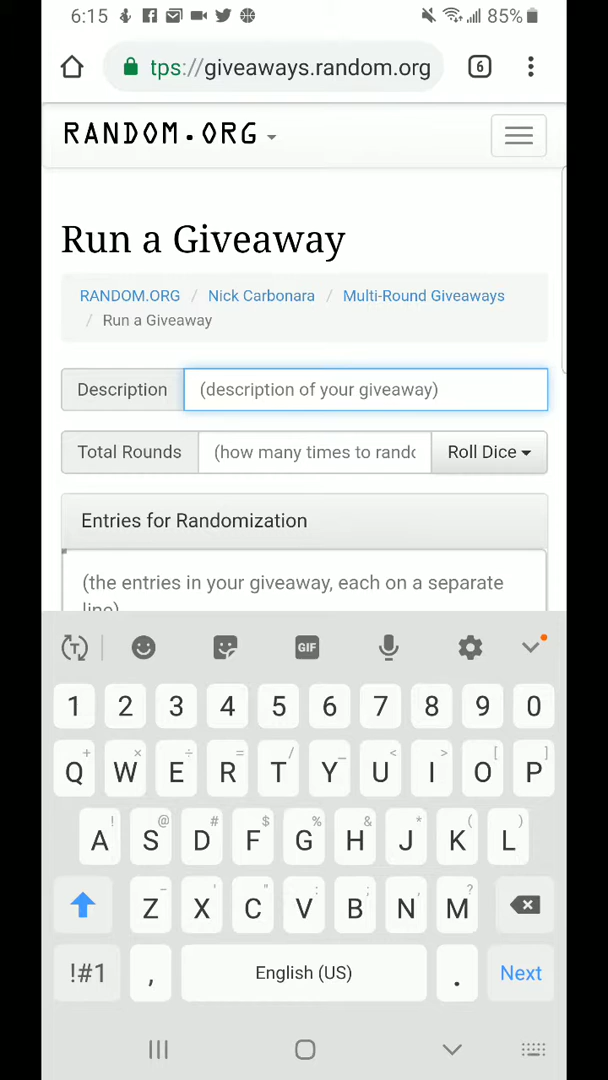 6:15 85%
tps://giveaways.random.org 6
RANDOM.ORG
Run a Giveaway
RANDOM.ORG / Nick Carbonara / Multi-Round Giveaways
/ Run a Giveaway
Description (description of your giveaway)
Total Rounds (how many times to rando Roll Dice
Entries for Randomization
(the entries in your giveaway, each on a separate
line)
T GIF
1 2 3 4 5 6 7 8 9 0
+ × ÷ = / _ < > [ ]
Q W E R T Y U I O P
! @ # $ % & * ( )
A S D F G H J K L
- ' " : ; , ?
Z X C V B N M
!#1 , English (US) . Next